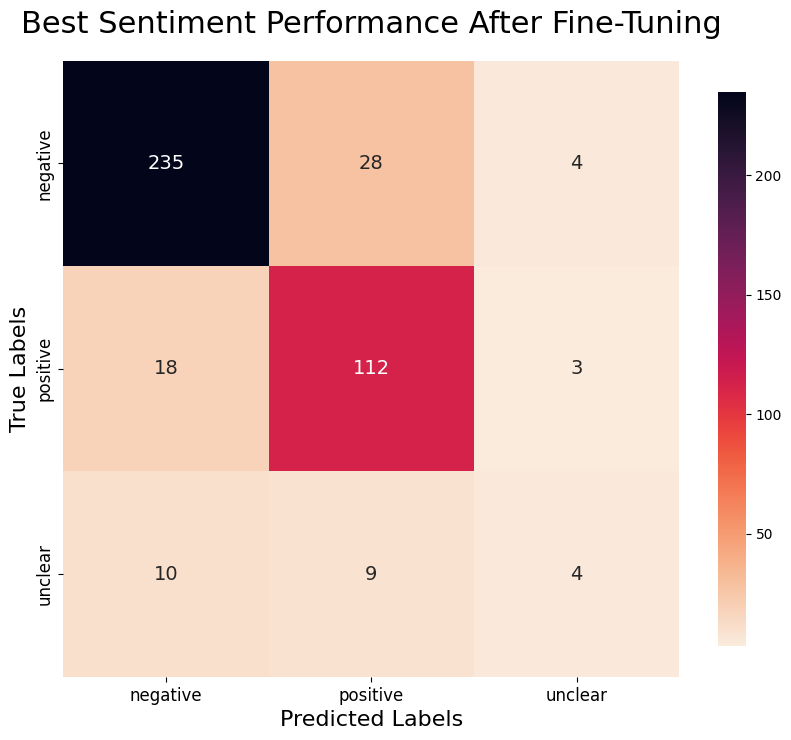 Best Sentiment Performance After Fine-Tuning
True Labels
negative
235
28
4
positive
18
112
3
unclear
10
9
4
negative
positive
unclear
Predicted Labels
200
150
100
50